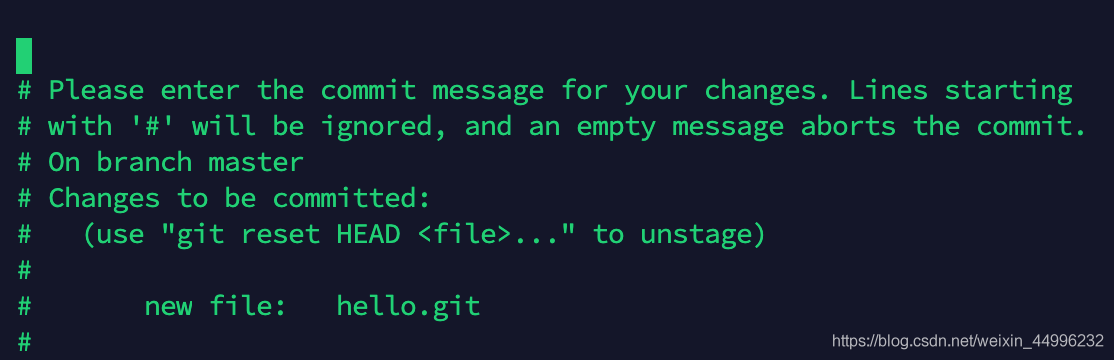 # Please enter the commit message for your changes. Lines starting
# with '#' will be ignored, and an empty message aborts the commit.
# On branch master
# Changes to be committed:
#   (use "git reset HEAD <file>..." to unstage)
#
#       new file:   hello.git
#
https://blog.csdn.net/weixin_44996232